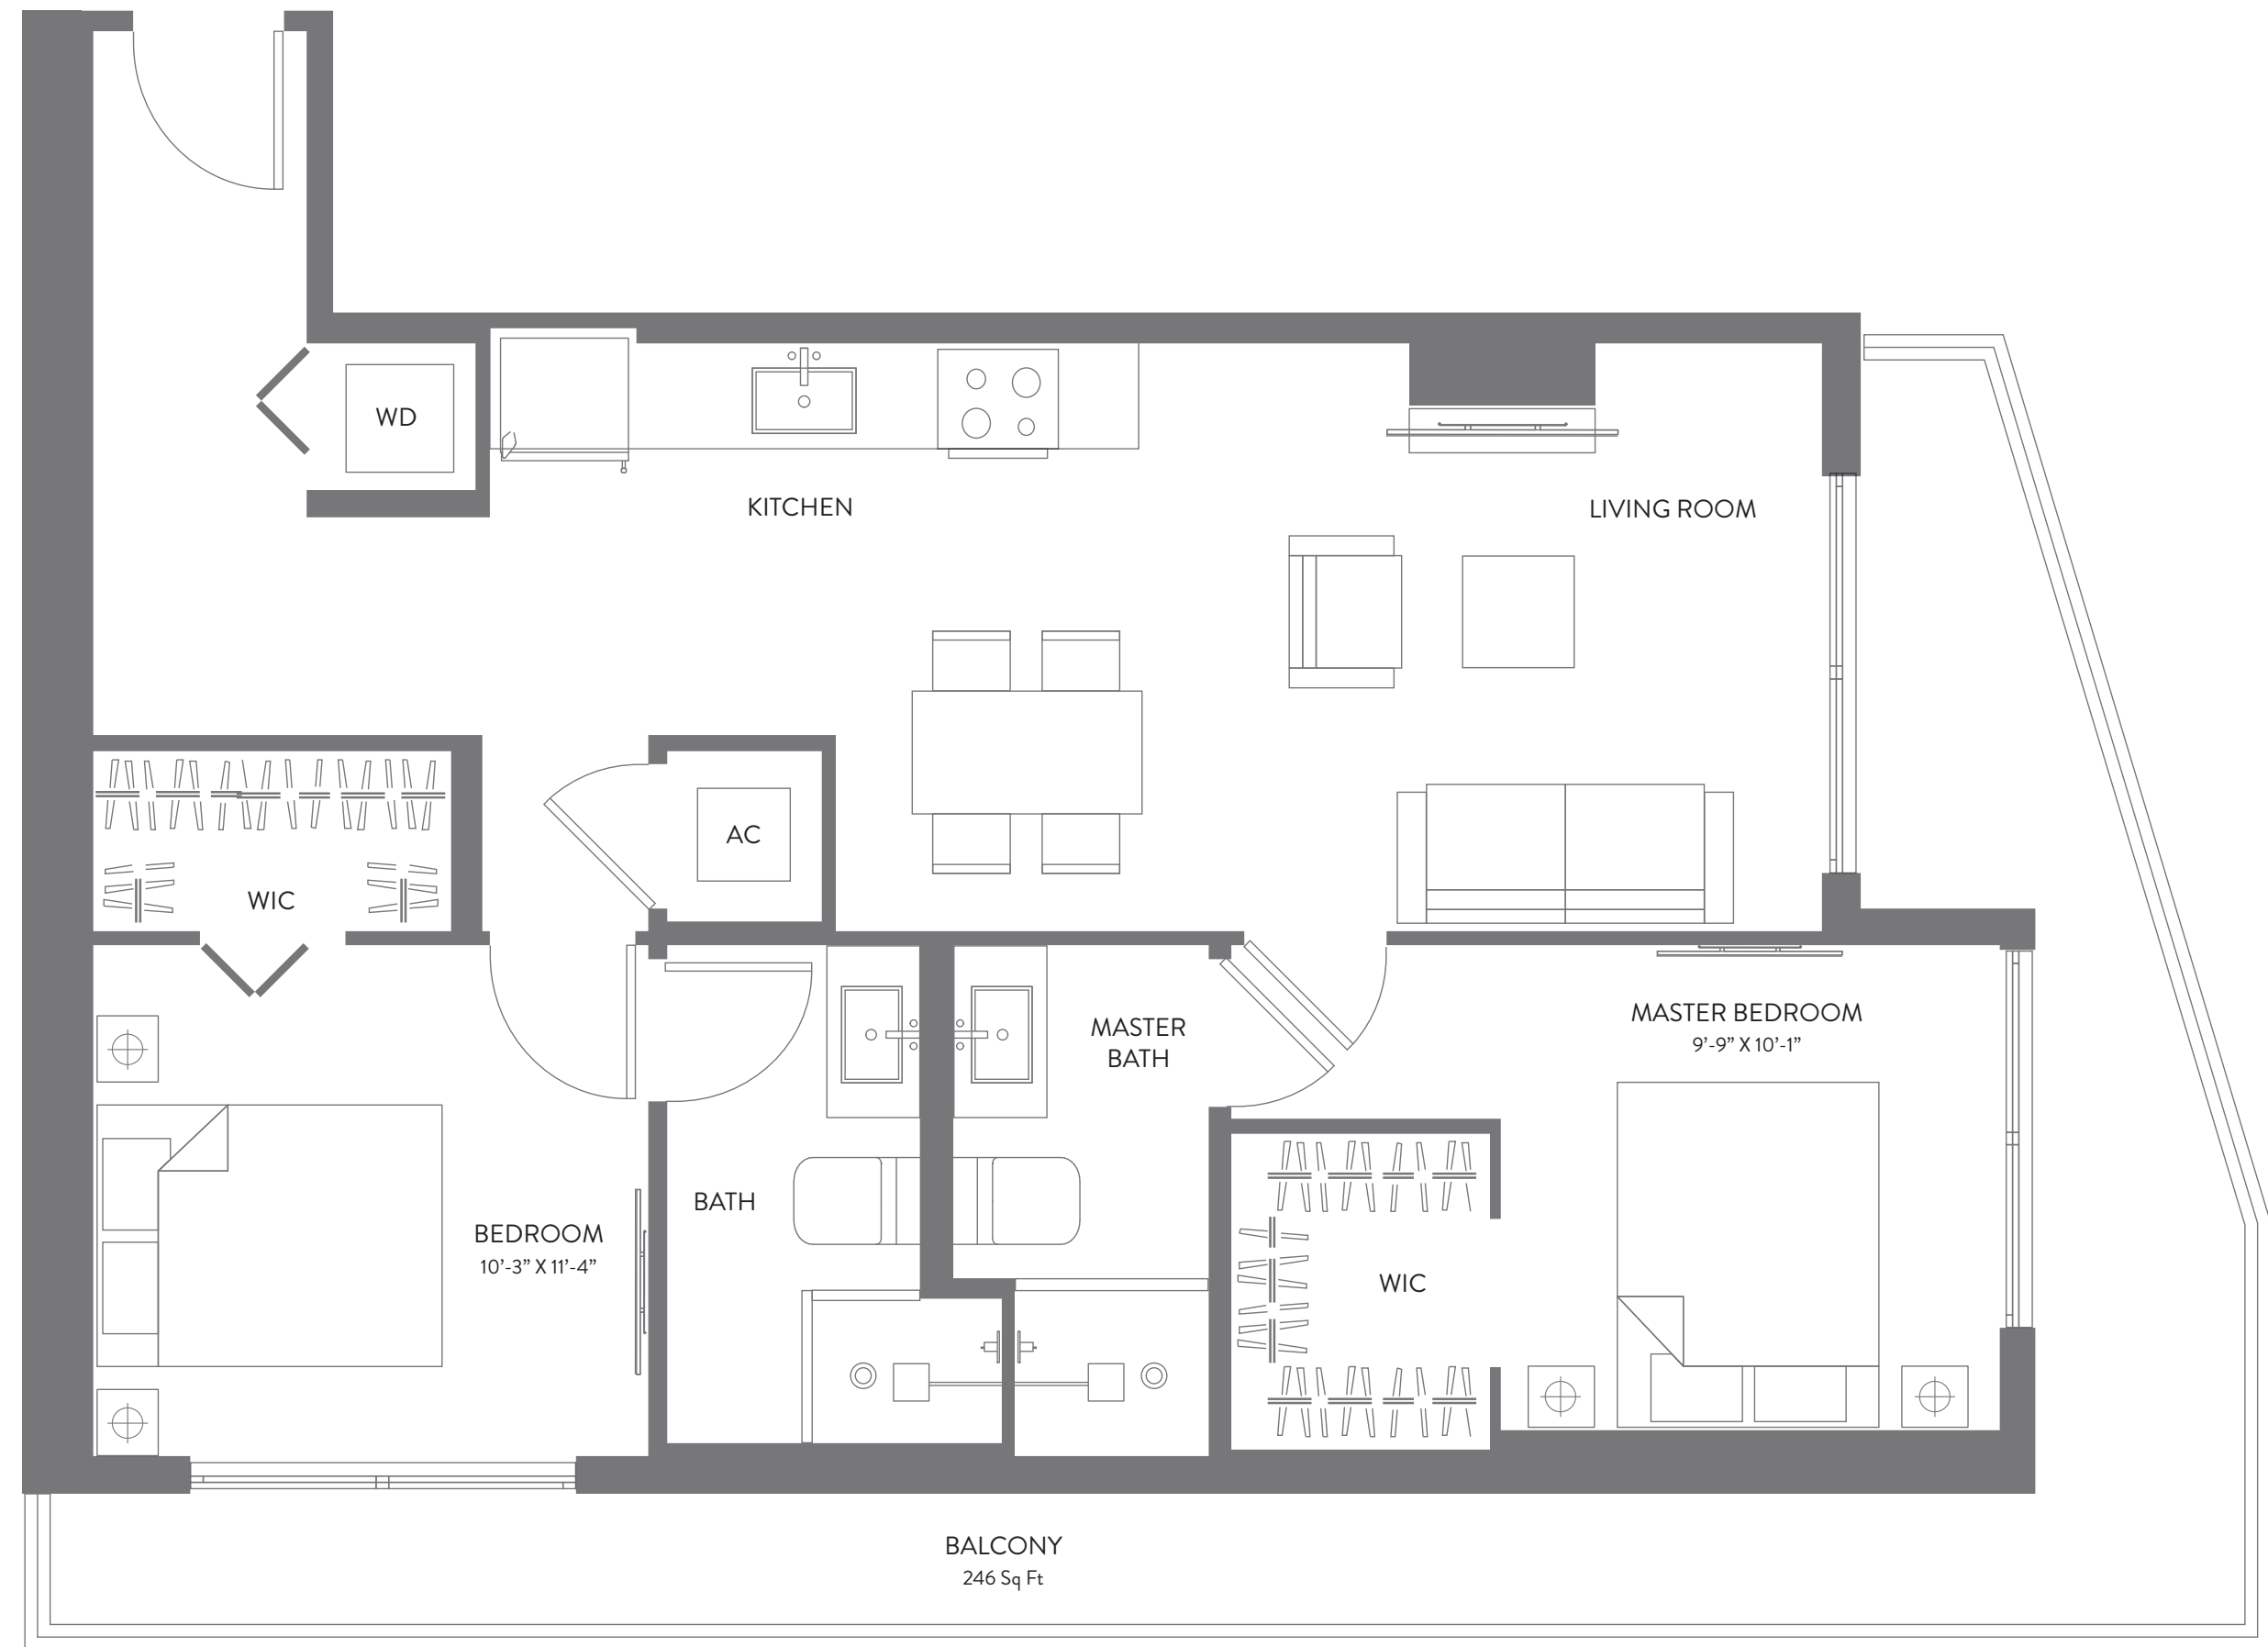 WD
KITCHEN
LIVING ROOM
AC
WIC
MASTER
BATH
MASTER BEDROOM
9’-9” X 10’-1”
BATH
BEDROOM
10’-3” X 11’-4”
WIC
BALCONY
246 Sq Ft